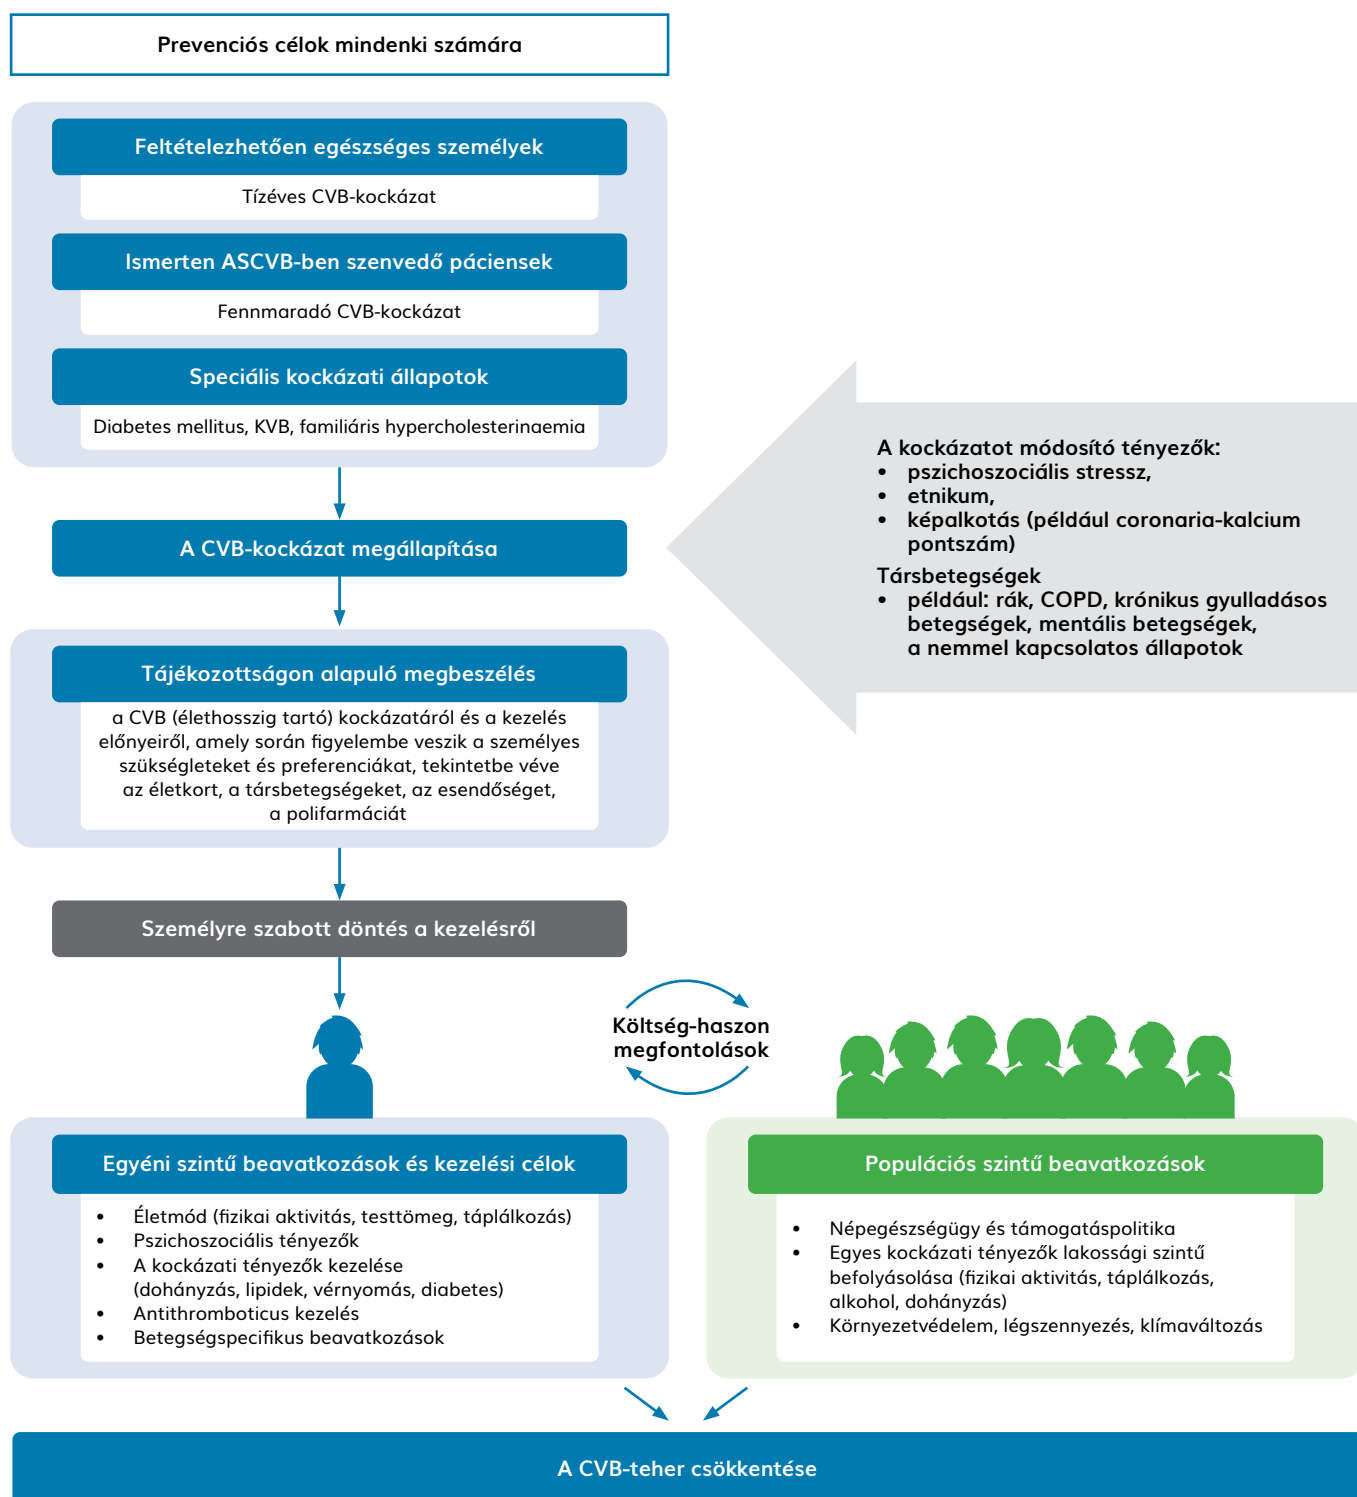 Prevenciós célok mindenki számára
Feltételezhetően egészséges személyek
Tízéves CVB-kockázat
Ismerten ASCVB-ben szenvedő páciensek
Fennmaradó CVB-kockázat
Speciális kockázati állapotok
Diabetes mellitus, KVB, familiáris hypercholesterinaemia
A kockázatot módosító tényezők:
• pszichoszociális stressz,
• etnikum,
• képalkotás (például coronaria-kalcium
pontszám)
Társbetegségek
• például: rák, COPD, krónikus gyulladásos
betegségek, mentális betegségek,
a nemmel kapcsolatos állapotok
A CVB-kockázat megállapítása
Tájékozottságon alapuló megbeszélés
a CVB (élethosszig tartó) kockázatáról és a kezelés
előnyeiről, amely során figyelembe veszik a személyes
szükségleteket és preferenciákat, tekintetbe véve
az életkort, a társbetegségeket, az esendőséget,
a polifarmáciát
Személyre szabott döntés a kezelésről
Költség-haszon
megfontolások
Egyéni szintű beavatkozások és kezelési célok
• Életmód (fizikai aktivitás, testtömeg, táplálkozás)
• Pszichoszociális tényezők
• A kockázati tényezők kezelése
(dohányzás, lipidek, vérnyomás, diabetes)
• Antithromboticus kezelés
• Betegségspecifikus beavatkozások
Populációs szintű beavatkozások
• Népegészségügy és támogatáspolitika
• Egyes kockázati tényezők lakossági szintű
befolyásolása (fizikai aktivitás, táplálkozás,
alkohol, dohányzás)
• Környezetvédelem, légszennyezés, klímaváltozás
A CVB-teher csökkentése